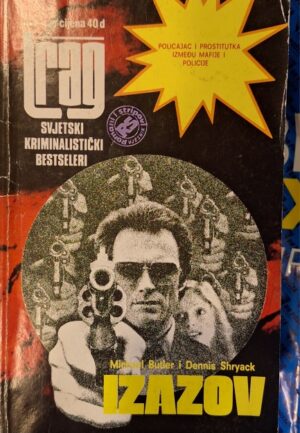 cijena 40 d
trag
SVJETSKI
KRIMINALISTIČKI
BESTSELERI
POLICAJAC I PROSTITUTKA
IZMEĐU MAFIJE I
POLICIJE
Michael Butler i Dennis Shryack
IZAZOV